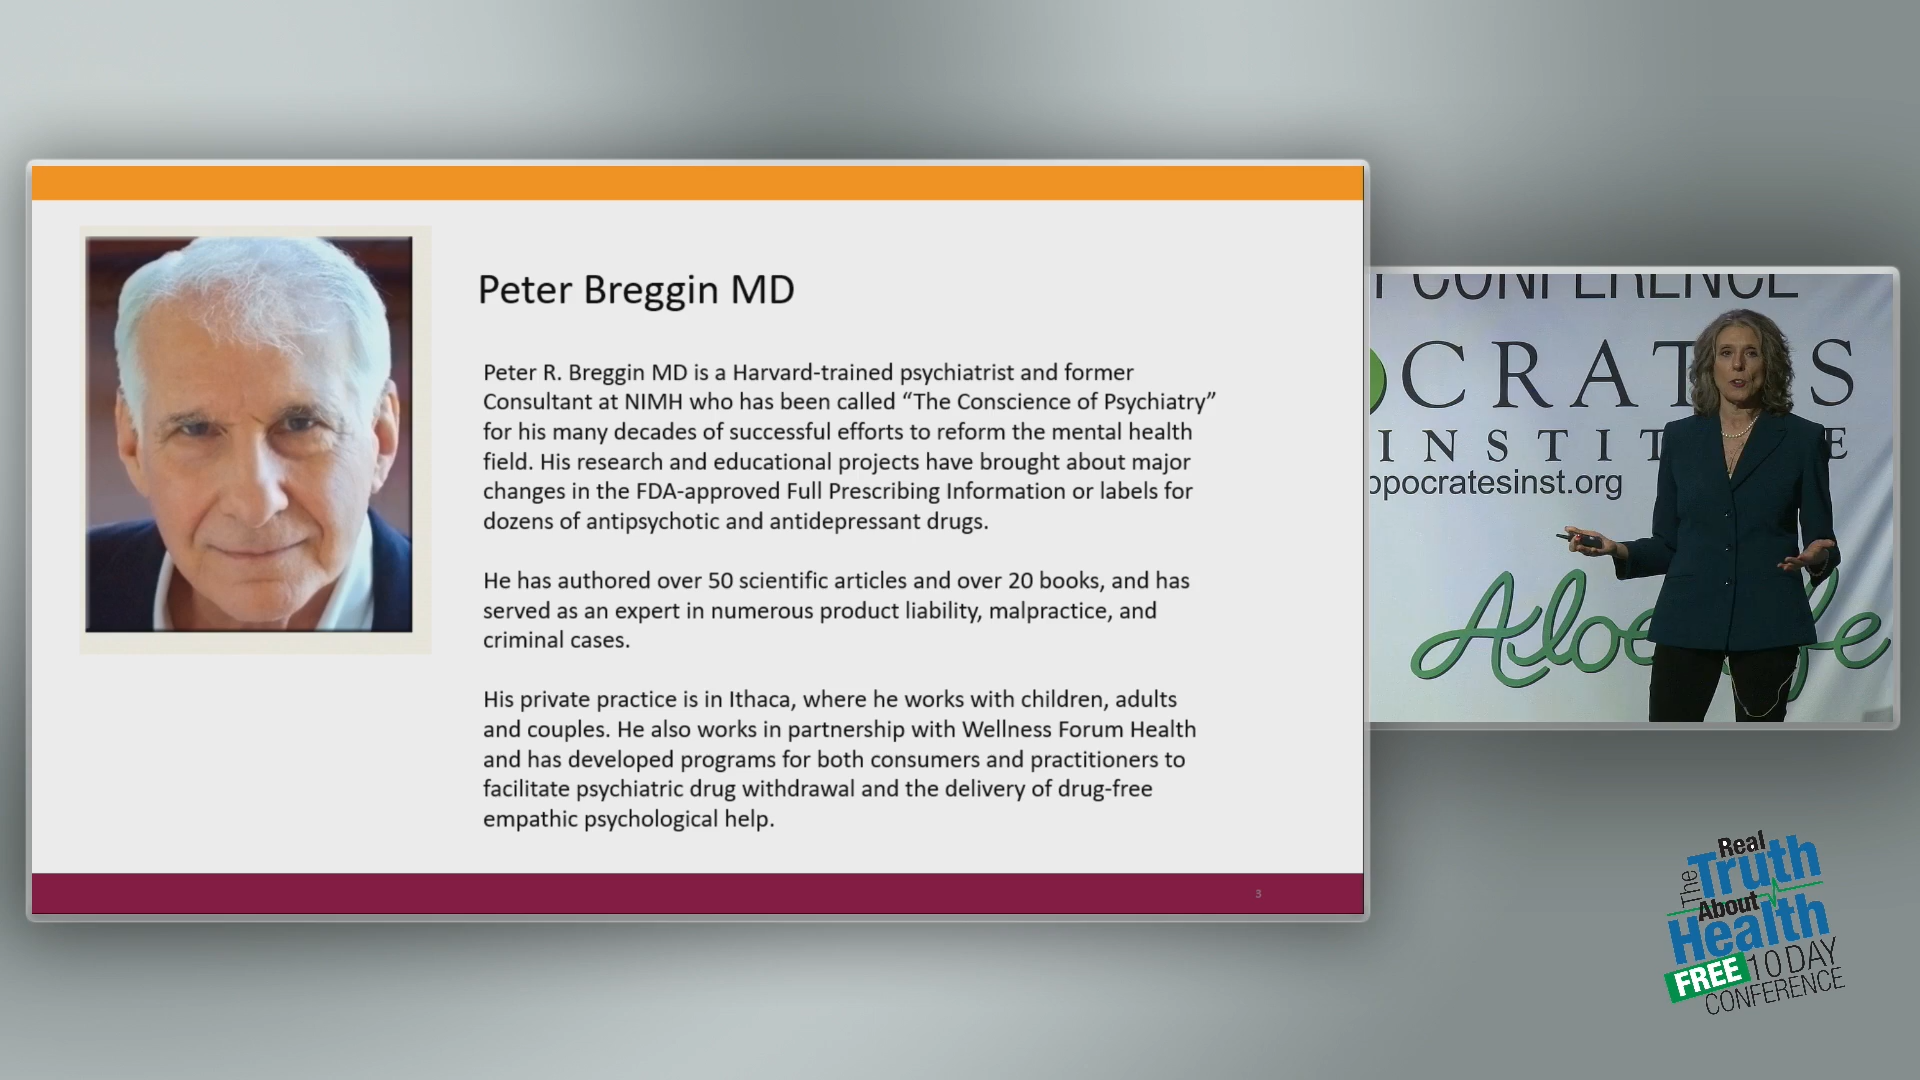 Peter Breggin MD
Peter R. Breggin MD is a Harvard-trained psychiatrist and former
Consultant at NIMH who has been called “The Conscience of Psychiatry”
for his many decades of successful efforts to reform the mental health
field. His research and educational projects have brought about major
changes in the FDA-approved Full Prescribing Information or labels for
dozens of antipsychotic and antidepressant drugs.
He has authored over 50 scientific articles and over 20 books, and has
served as an expert in numerous product liability, malpractice, and
criminal cases.
His private practice is in Ithaca, where he works with children, adults
and couples. He also works in partnership with Wellness Forum Health
and has developed programs for both consumers and practitioners to
facilitate psychiatric drug withdrawal and the delivery of drug-free
empathic psychological help.
3
CONFERENCE
OCRAT S
INSTIT E
ppocratesinst.org
Aloe fe
The Real
Truth
About
Health
FREE 10 DAY
CONFERENCE